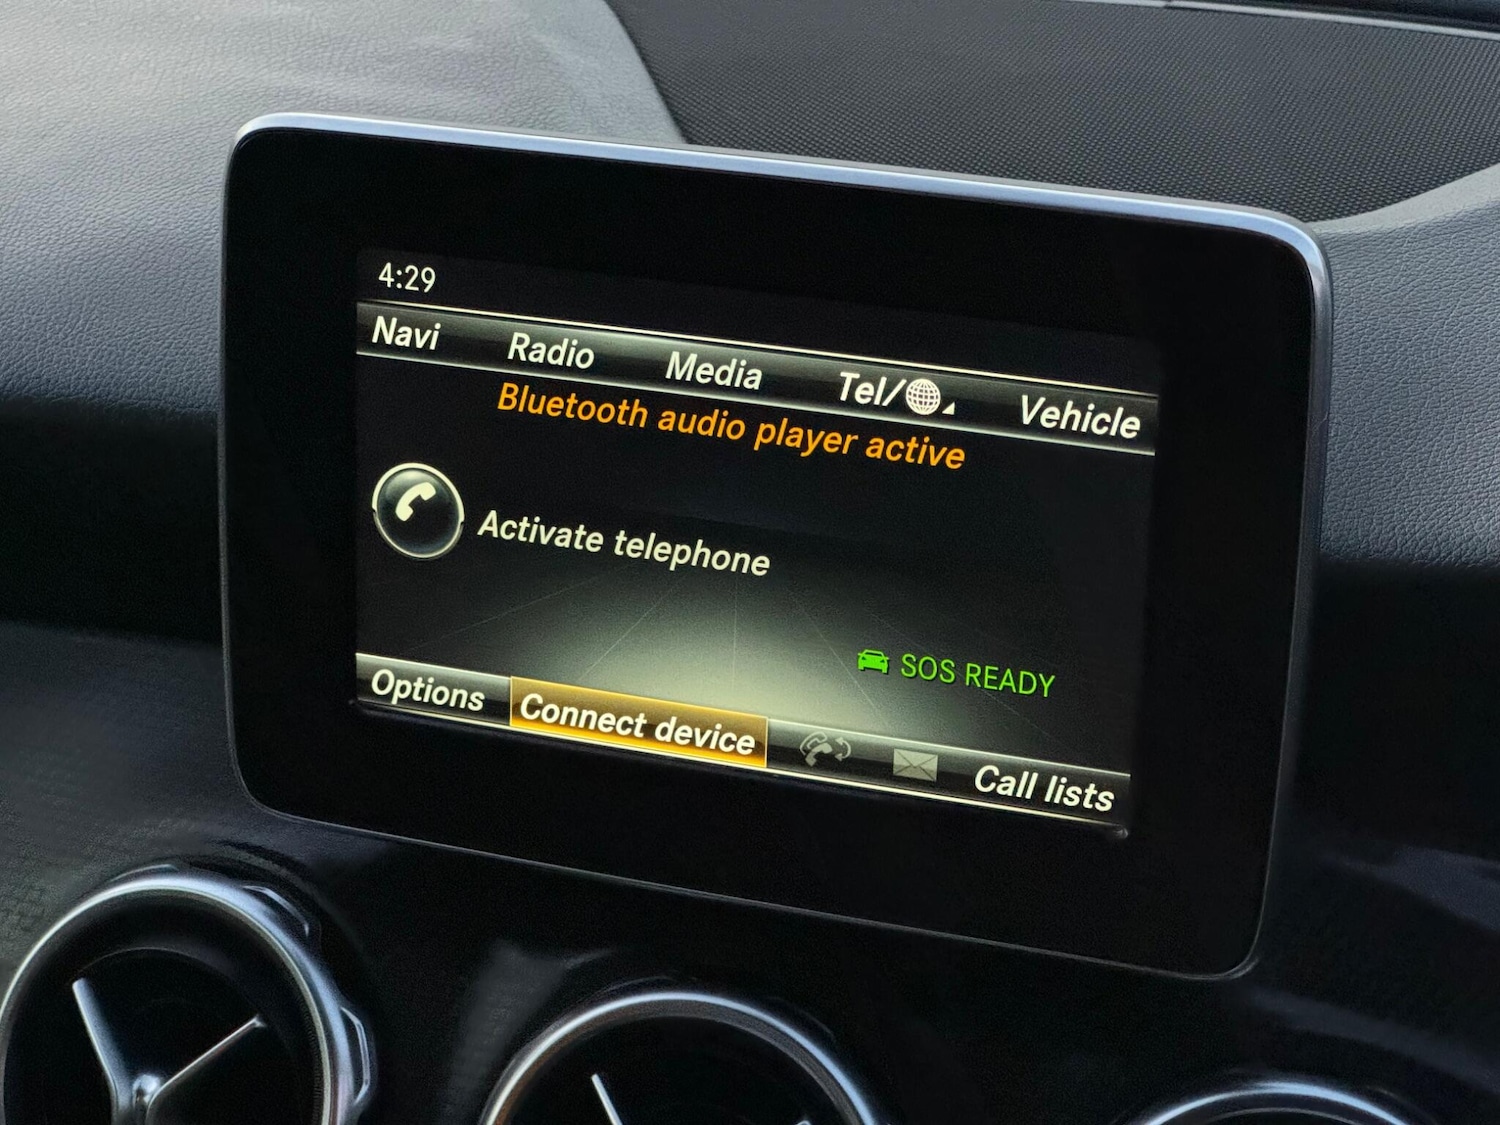 4:29
Navi Radio Media Tel/ Vehicle
Bluetooth audio player active
Activate telephone
SOS READY
Options Connect device Call lists